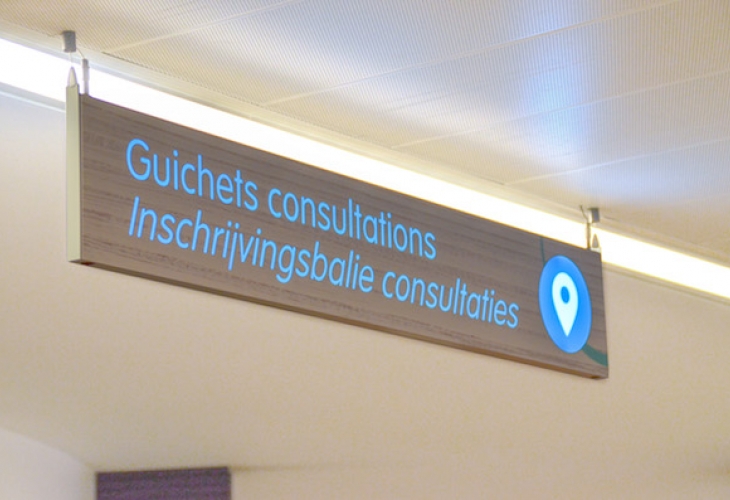 Guichets consultations
Inschrijvingsbalie consultaties